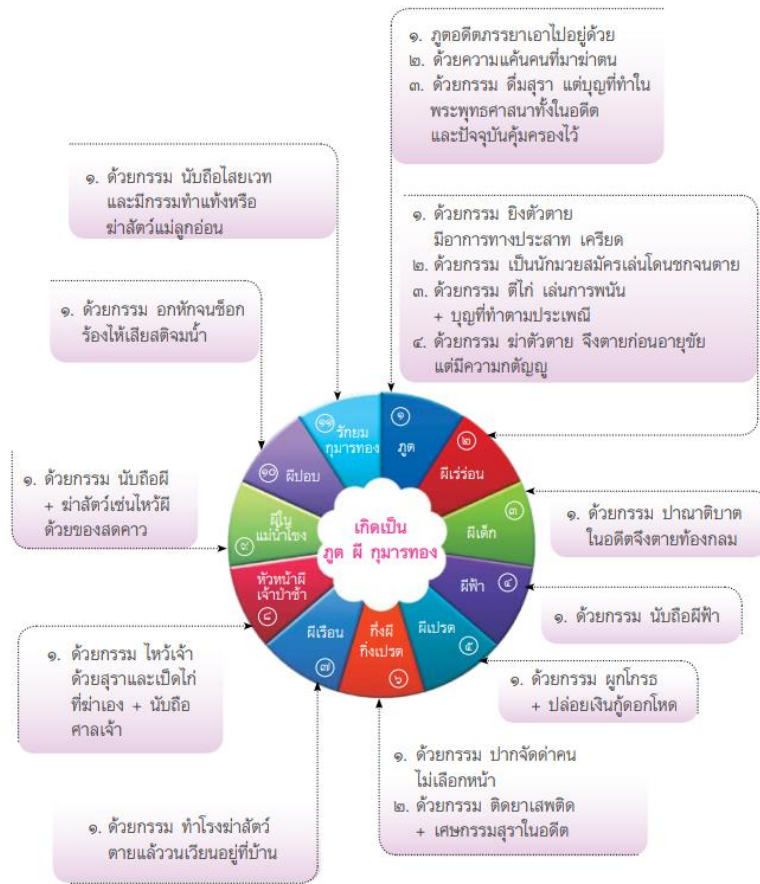 ๑. ภูตอดีตภรรยาเอาไปอยู่ด้วย
๒. ด้วยความแค้นคนที่มาฆ่าตน
๓. ด้วยกรรม ดื่มสุรา แต่บุญที่ทำใน
พระพุทธศาสนาทั้งในอดีต
และปัจจุบันคุ้มครองไว้
๑. ด้วยกรรม นับถือไสยเวท
และมีกรรมทำแท้งหรือ
ฆ่าสัตว์แม่ลูกอ่อน
๑. ด้วยกรรม ยิงตัวตาย
มีอาการทางประสาท เครียด
๒. ด้วยกรรม เป็นนักมวยสมัครเล่นโดนชกจนตาย
๓. ด้วยกรรม ตีไก่ เล่นการพนัน
+ บุญที่ทำตามประเพณี
๔. ด้วยกรรม ฆ่าตัวตาย จึงตายก่อนอายุขัย
แต่มีความกตัญญู
๑. ด้วยกรรม อกหักจนช็อก
ร้องไห้เสียสติจมน้ำ
๑๑
รักยม
กุมารทอง
๑
ภูต
๒
ผีเร่ร่อน
๑๐ ผีปอบ
๑. ด้วยกรรม นับถือผี
+ ฆ่าสัตว์เซ่นไหว้ผี
ด้วยของสดคาว
ผีใน
แม่น้ำโขง
๙
เกิดเป็น
ภูต ผี กุมารทอง
๓
ผีเด็ก
๑. ด้วยกรรม ปาณาติบาต
ในอดีตจึงตายท้องกลม
หัวหน้าผี
เจ้าป่าช้า
๘
ผีฟ้า ๔
๑. ด้วยกรรม นับถือผีฟ้า
ผีเรือน
๗
กึ่งผี
กึ่งเปรต
๖
ผีเปรต
๕
๑. ด้วยกรรม ไหว้เจ้า
ด้วยสุราและเป็ดไก่
ที่ฆ่าเอง + นับถือ
ศาลเจ้า
๑. ด้วยกรรม ผูกโกรธ
+ ปล่อยเงินกู้ดอกโหด
๑. ด้วยกรรม ปากจัดด่าคน
ไม่เลือกหน้า
๒. ด้วยกรรม ติดยาเสพติด
+ เศษกรรมสุราในอดีต
๑. ด้วยกรรม ทำโรงฆ่าสัตว์
ตายแล้ววนเวียนอยู่ที่บ้าน